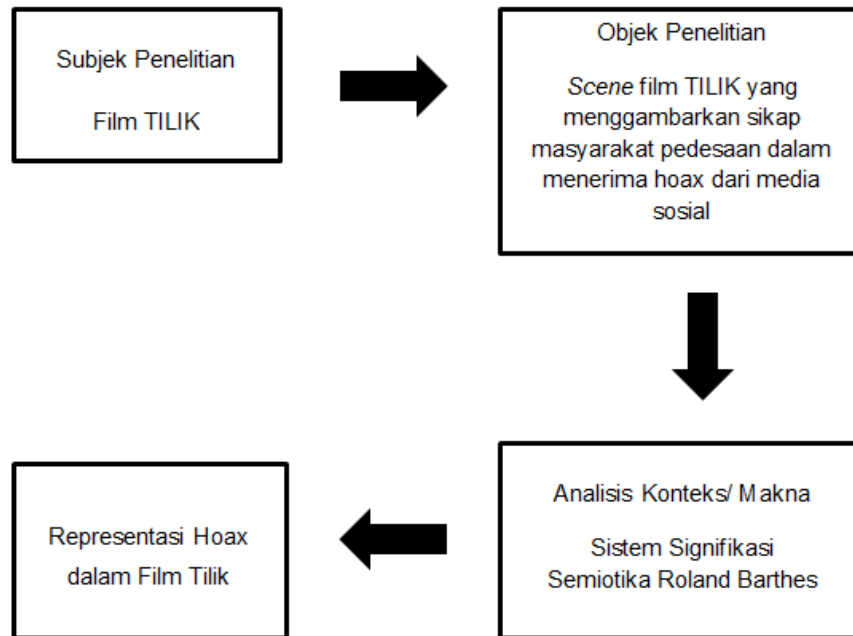 Subjek Penelitian
Film TILIK
Objek Penelitian
Scene film TILIK yang
menggambarkan sikap
masyarakat pedesaan dalam
menerima hoax dari media
sosial
Analisis Konteks/ Makna
Sistem Signifikasi
Semiotika Roland Barthes
Representasi Hoax
dalam Film Tilik